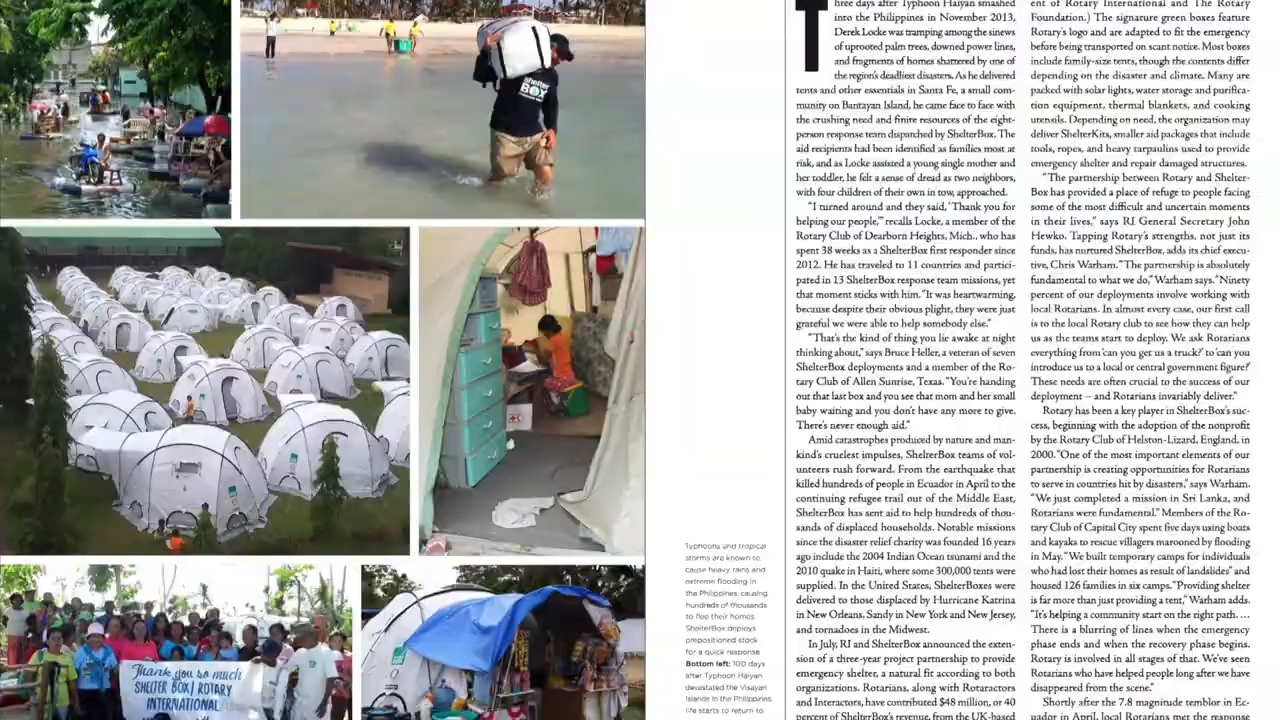 shelter
BOX
Thank you so much
SHELTER BOX/ROTARY
INTERNATIONAL
Typhoons and tropical
storms are known to
cause heavy rains and
extreme flooding in
the Philippines, causing
hundreds of thousands
to flee their homes.
ShelterBox deploys
prepositioned stock
for a quick response
Bottom left: 100 days
after Typhoon Haiyan
devastated the Visayan
Islands in the Philippines,
life starts to return to
Three days after Typhoon Haiyan smashed
into the Philippines in November 2013,
Derek Locke was tramping among the sinews
of uprooted palm trees, downed power lines,
and fragments of homes shattered by one of
the region's deadliest disasters. As he delivered
tents and other essentials in Santa Fe, a small com-
munity on Bantayan Island, he came face to face with
the crushing need and finite resources of the eight-
person response team dispatched by ShelterBox. The
aid recipients had been identified as families most at
risk, and as Locke assisted a young single mother and
her toddler, he felt a sense of dread as two neighbors,
with four children of their own in tow, approached.
"I turned around and they said, 'Thank you for
helping our people,'" recalls Locke, a member of the
Rotary Club of Dearborn Heights, Mich., who has
spent 38 weeks as a ShelterBox first responder since
2012. He has traveled to 11 countries and partici-
pated in 13 ShelterBox response team missions, yet
that moment sticks with him. "It was heartwarming,
because despite their obvious plight, they were just
grateful we were able to help somebody else."
"That's the kind of thing you lie awake at night
thinking about," says Bruce Heller, a veteran of seven
ShelterBox deployments and a member of the Ro-
tary Club of Allen Sunrise, Texas. "You're handing
out that last box and you see that mom and her small
baby waiting and you don't have any more to give.
There's never enough aid."
Amid catastrophes produced by nature and man-
kind's cruelest impulses, ShelterBox teams of vol-
unteers rush forward. From the earthquake that
killed hundreds of people in Ecuador in April to the
continuing refugee trail out of the Middle East,
ShelterBox has sent aid to help hundreds of thou-
sands of displaced households. Notable missions
since the disaster relief charity was founded 16 years
ago include the 2004 Indian Ocean tsunami and the
2010 quake in Haiti, where some 300,000 tents were
supplied. In the United States, ShelterBoxes were
delivered to those displaced by Hurricane Katrina
in New Orleans, Sandy in New York and New Jersey,
and tornadoes in the Midwest.
In July, RI and ShelterBox announced the exten-
sion of a three-year project partnership to provide
emergency shelter, a natural fit according to both
organizations. Rotarians, along with Rotaractors
and Interactors, have contributed $48 million, or 40
percent of ShelterBox's revenue, from the UK-based
ent of Rotary International and The Rotary
Foundation.) The signature green boxes feature
Rotary's logo and are adapted to fit the emergency
before being transported on scant notice. Most boxes
include family-size tents, though the contents differ
depending on the disaster and climate. Many are
packed with solar lights, water storage and purifica-
tion equipment, thermal blankets, and cooking
utensils. Depending on need, the organization may
deliver ShelterKits, smaller aid packages that include
tools, ropes, and heavy tarpaulins used to provide
emergency shelter and repair damaged structures.
"The partnership between Rotary and Shelter-
Box has provided a place of refuge to people facing
some of the most difficult and uncertain moments
in their lives," says RI General Secretary John
Hewko. Tapping Rotary's strengths, not just its
funds, has nurtured ShelterBox, adds its chief execu-
tive, Chris Warham. "The partnership is absolutely
fundamental to what we do," Warham says. "Ninety
percent of our deployments involve working with
local Rotarians. In almost every case, our first call
is to the local Rotary club to see how they can help
us as the teams start to deploy. We ask Rotarians
everything from 'can you get us a truck?' to 'can you
introduce us to a local or central government figure?'
These needs are often crucial to the success of our
deployment – and Rotarians invariably deliver."
Rotary has been a key player in ShelterBox's suc-
cess, beginning with the adoption of the nonprofit
by the Rotary Club of Helston-Lizard, England, in
2000. "One of the most important elements of our
partnership is creating opportunities for Rotarians
to serve in countries hit by disasters," says Warham.
"We just completed a mission in Sri Lanka, and
Rotarians were fundamental." Members of the Ro-
tary Club of Capital City spent five days using boats
and kayaks to rescue villagers marooned by flooding
in May. "We built temporary camps for individuals
who had lost their homes as result of landslides" and
housed 126 families in six camps. "Providing shelter
is far more than just providing a tent," Warham adds.
"It's helping a community start on the right path. ...
There is a blurring of lines when the emergency
phase ends and when the recovery phase begins.
Rotary is involved in all stages of that. We've seen
Rotarians who have helped people long after we have
disappeared from the scene."
Shortly after the 7.8 magnitude temblor in Ec-
uador in April, local Rotarians met the response